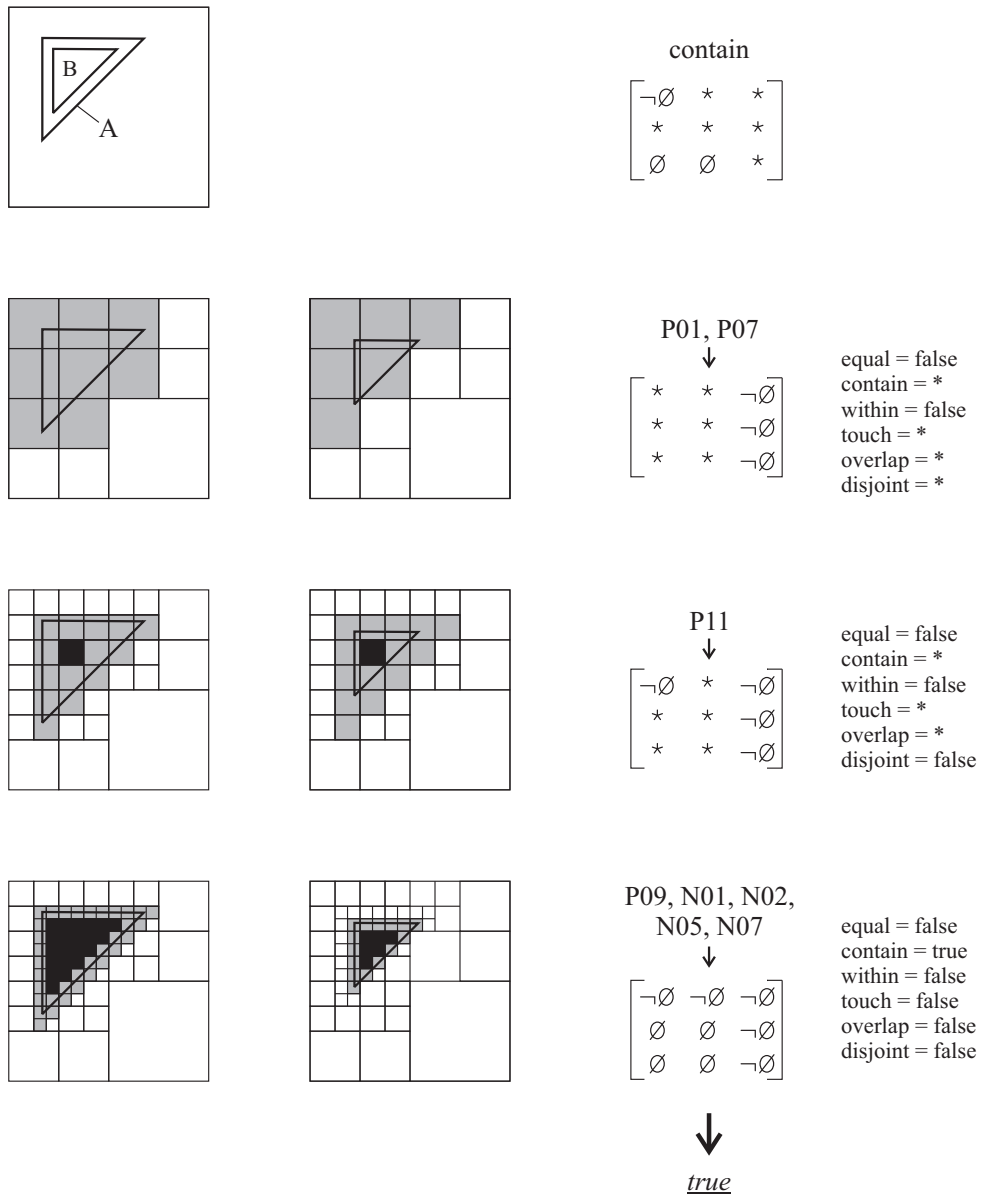 B
A
contain
¬∅ * *
* * *
∅ ∅ *
P01, P07
* * ¬∅
* * ¬∅
* * ¬∅
equal = false
contain = *
within = false
touch = *
overlap = *
disjoint = *
P11
¬∅ * ¬∅
* * ¬∅
* * ¬∅
equal = false
contain = *
within = false
touch = *
overlap = *
disjoint = false
P09, N01, N02,
N05, N07
¬∅ ¬∅ ¬∅
∅ ∅ ¬∅
∅ ∅ ¬∅
equal = false
contain = true
within = false
touch = false
overlap = false
disjoint = false
true